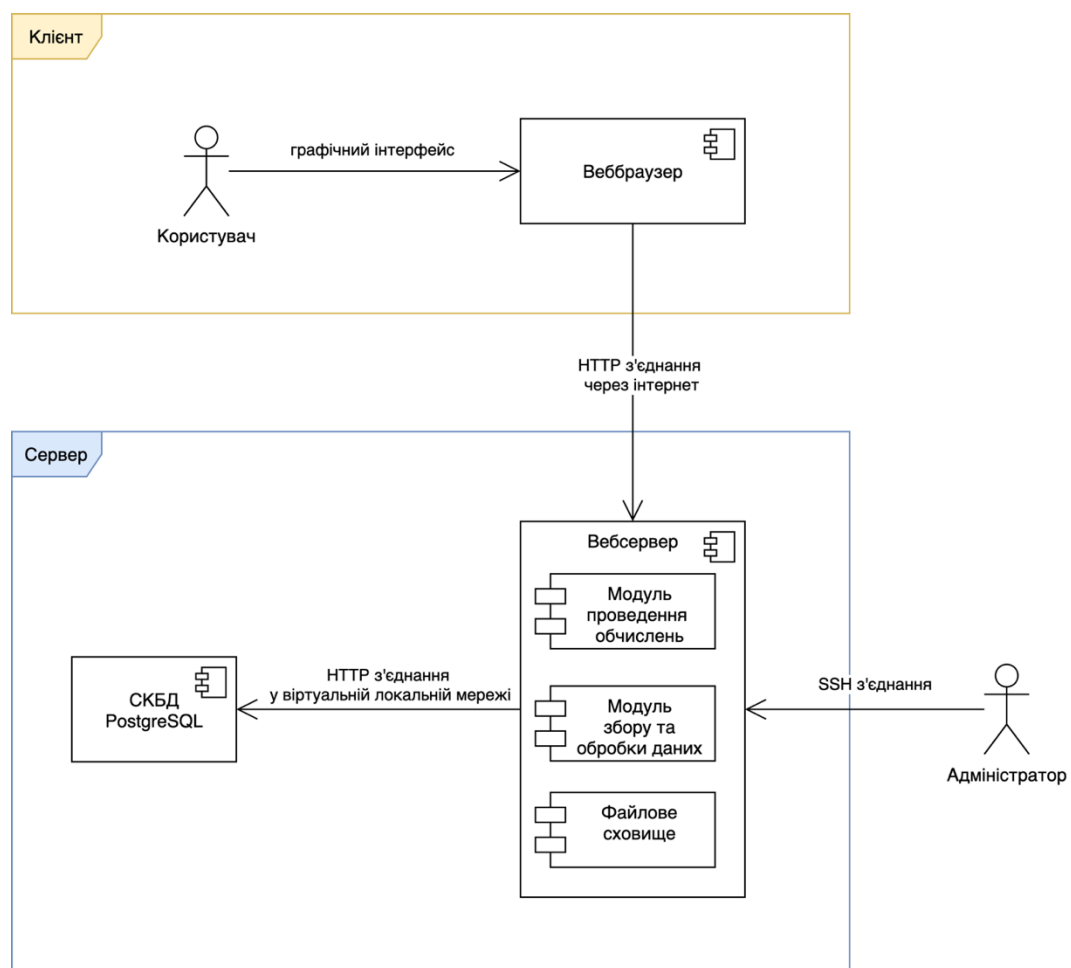 Клієнт
графічний інтерфейс
Веббраузер
Користувач
HTTP з'єднання
через інтернет
Сервер
Вебсервер
Модуль
проведення
обчислень
HTTP з'єднання
у віртуальній локальній мережі
СКБД
PostgreSQL
Модуль
збору та
обробки даних
SSH з'єднання
Адміністратор
Файлове
сховище